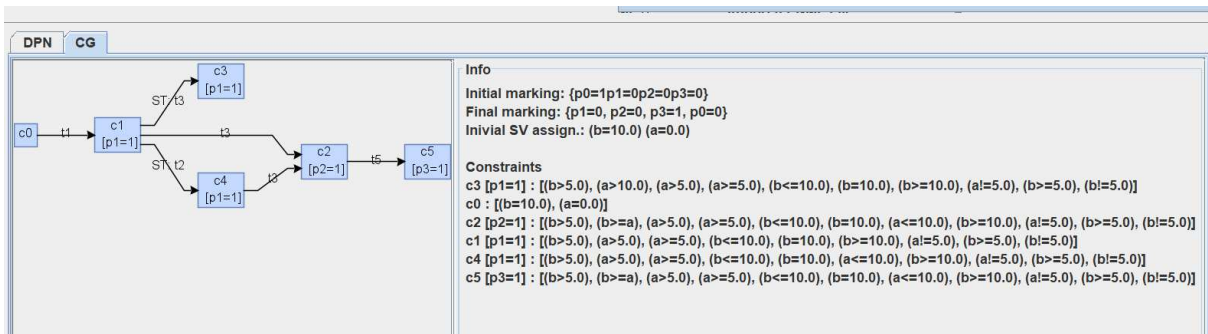 DPN CG
c3
[p1=1]
ST: t3
c0
t1
c1
[p1=1]
t3
c2
[p2=1]
t5
c5
[p3=1]
ST: t2
c4
[p1=1]
t3
Info
Initial marking: {p0=1p1=0p2=0p3=0}
Final marking: {p1=0, p2=0, p3=1, p0=0}
Inivial SV assign.: (b=10.0) (a=0.0)
Constraints
c3 [p1=1] : [(b>5.0), (a>10.0), (a>5.0), (a>=5.0), (b<=10.0), (b=10.0), (b>=10.0), (a!=5.0), (b>=5.0), (b!=5.0)]
c0 : [(b=10.0), (a=0.0)]
c2 [p2=1] : [(b>5.0), (b>=a), (a>5.0), (a>=5.0), (b<=10.0), (b=10.0), (a<=10.0), (b>=10.0), (a!=5.0), (b>=5.0), (b!=5.0)]
c1 [p1=1] : [(b>5.0), (a>5.0), (a>=5.0), (b<=10.0), (b=10.0), (b>=10.0), (a!=5.0), (b>=5.0), (b!=5.0)]
c4 [p1=1] : [(b>5.0), (a>5.0), (a>=5.0), (b<=10.0), (b=10.0), (a<=10.0), (b>=10.0), (a!=5.0), (b>=5.0), (b!=5.0)]
c5 [p3=1] : [(b>5.0), (b>=a), (a>5.0), (a>=5.0), (b<=10.0), (b=10.0), (a<=10.0), (b>=10.0), (a!=5.0), (b>=5.0), (b!=5.0)]